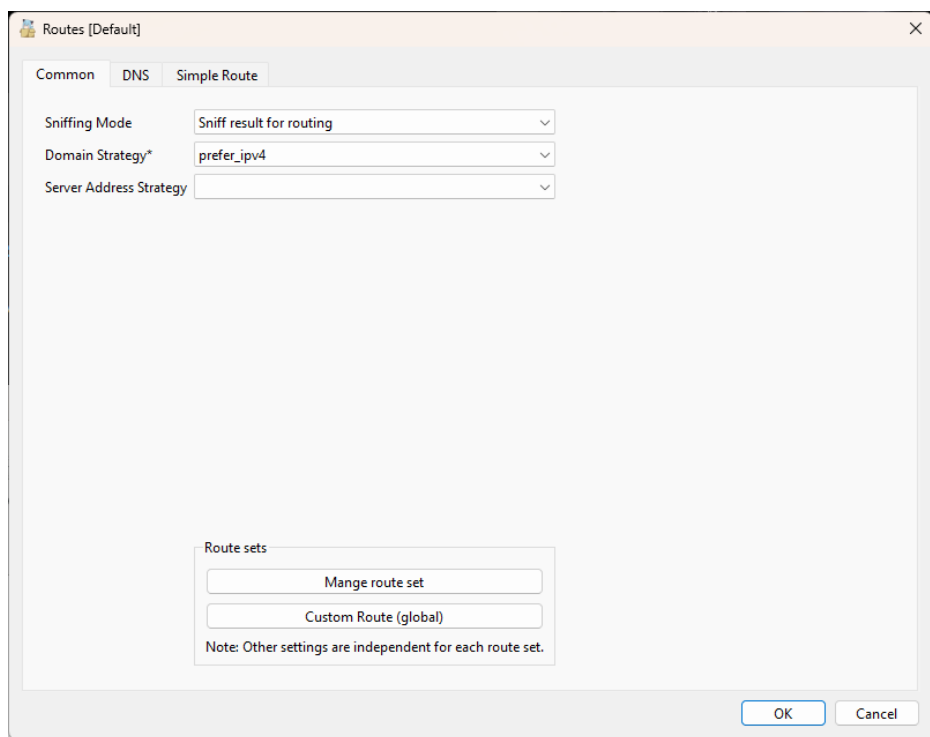 Routes [Default]
Common DNS Simple Route
Sniffing Mode Sniff result for routing
Domain Strategy* prefer_ipv4
Server Address Strategy
Route sets
Mange route set
Custom Route (global)
Note: Other settings are independent for each route set.
OK Cancel